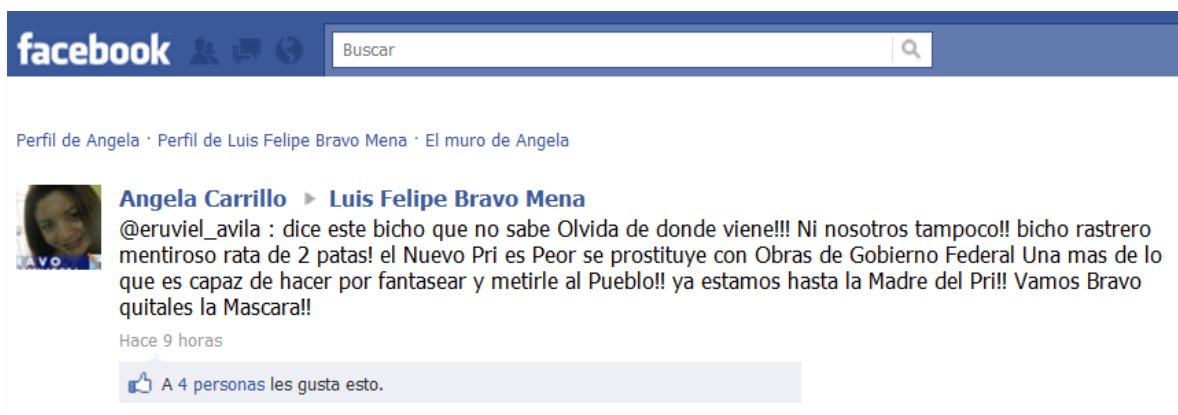 facebook
Buscar
Perfil de Angela · Perfil de Luis Felipe Bravo Mena · El muro de Angela
Angela Carrillo ▶ Luis Felipe Bravo Mena
@eruviel_avila : dice este bicho que no sabe Olvida de donde viene!!! Ni nosotros tampoco!! bicho rastrero
mentiroso rata de 2 patas! el Nuevo Pri es Peor se prostituye con Obras de Gobierno Federal Una mas de lo
que es capaz de hacer por fantasear y metirle al Pueblo!! ya estamos hasta la Madre del Pri!! Vamos Bravo
quitales la Mascara!!
AVO
Hace 9 horas
A 4 personas les gusta esto.